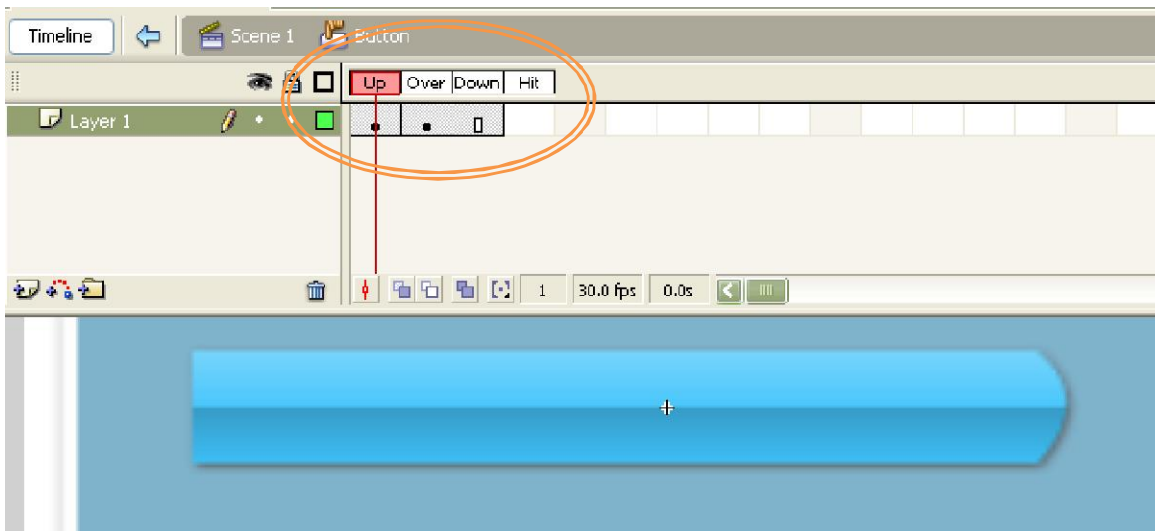 Timeline Scene 1 Button
Up Over Down Hit
Layer 1
1 30.0 fps 0.0s